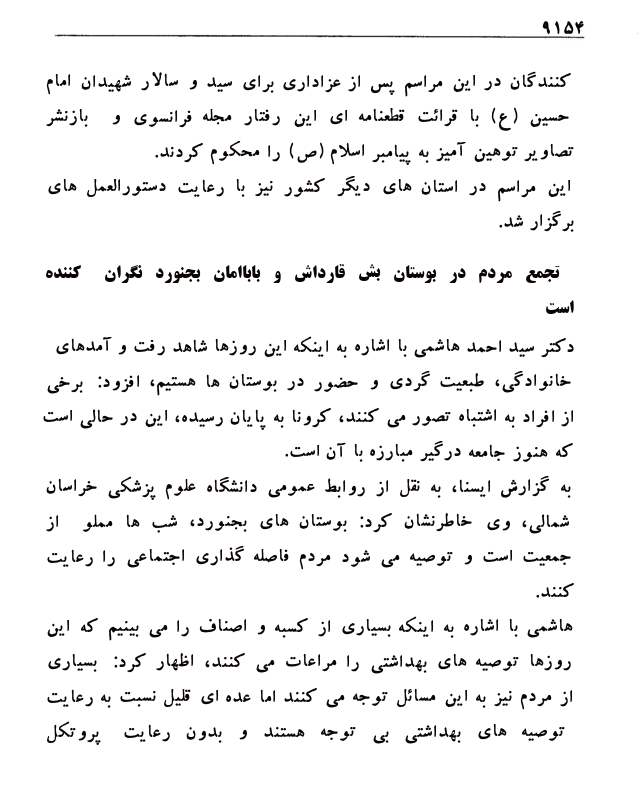 ۹۱۵۴
کنندگان در این مراسم پس از عزاداری برای سید و سالار شهیدان امام
حسین (ع) با قرائت قطعنامه ای این رفتار مجله فرانسوی و بازنشر
تصاویر توهین آمیز به پیامبر اسلام (ص) را محکوم کردند.
این مراسم در استان های دیگر کشور نیز با رعایت دستورالعمل های
برگزار شد.
تجمع مردم در بوستان بش قارداش و باباامان بجنورد نگران کننده
است
دکتر سید احمد هاشمی با اشاره به اینکه این روزها شاهد رفت و آمدهای
خانوادگی، طبعیت گردی و حضور در بوستان ها هستیم، افزود: برخی
از افراد به اشتباه تصور می کنند، کرونا به پایان رسیده، این در حالی است
که هنوز جامعه درگیر مبارزه با آن است.
به گزارش ایسنا، به نقل از روابط عمومی دانشگاه علوم پزشکی خراسان
شمالی، وی خاطرنشان کرد: بوستان های بجنورد، شب ها مملو از
جمعیت است و توصیه می شود مردم فاصله گذاری اجتماعی را رعایت
کنند.
هاشمی با اشاره به اینکه بسیاری از کسبه و اصناف را می بینیم که این
روزها توصیه های بهداشتی را مراعات می کنند، اظهار کرد: بسیاری
از مردم نیز به این مسائل توجه می کنند اما عده ای قلیل نسبت به رعایت
توصیه های بهداشتی بی توجه هستند و بدون رعایت پروتکل